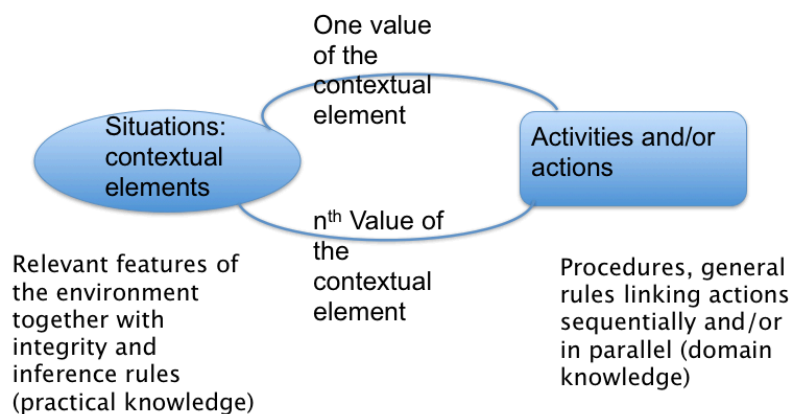 One value
of the
contextual
element
Situations:
contextual
elements
Activities and/or
actions
nth Value of
the
contextual
element
Relevant features of
the environment
together with
integrity and
inference rules
(practical knowledge)
Procedures, general
rules linking actions
sequentially and/or
in parallel (domain
knowledge)